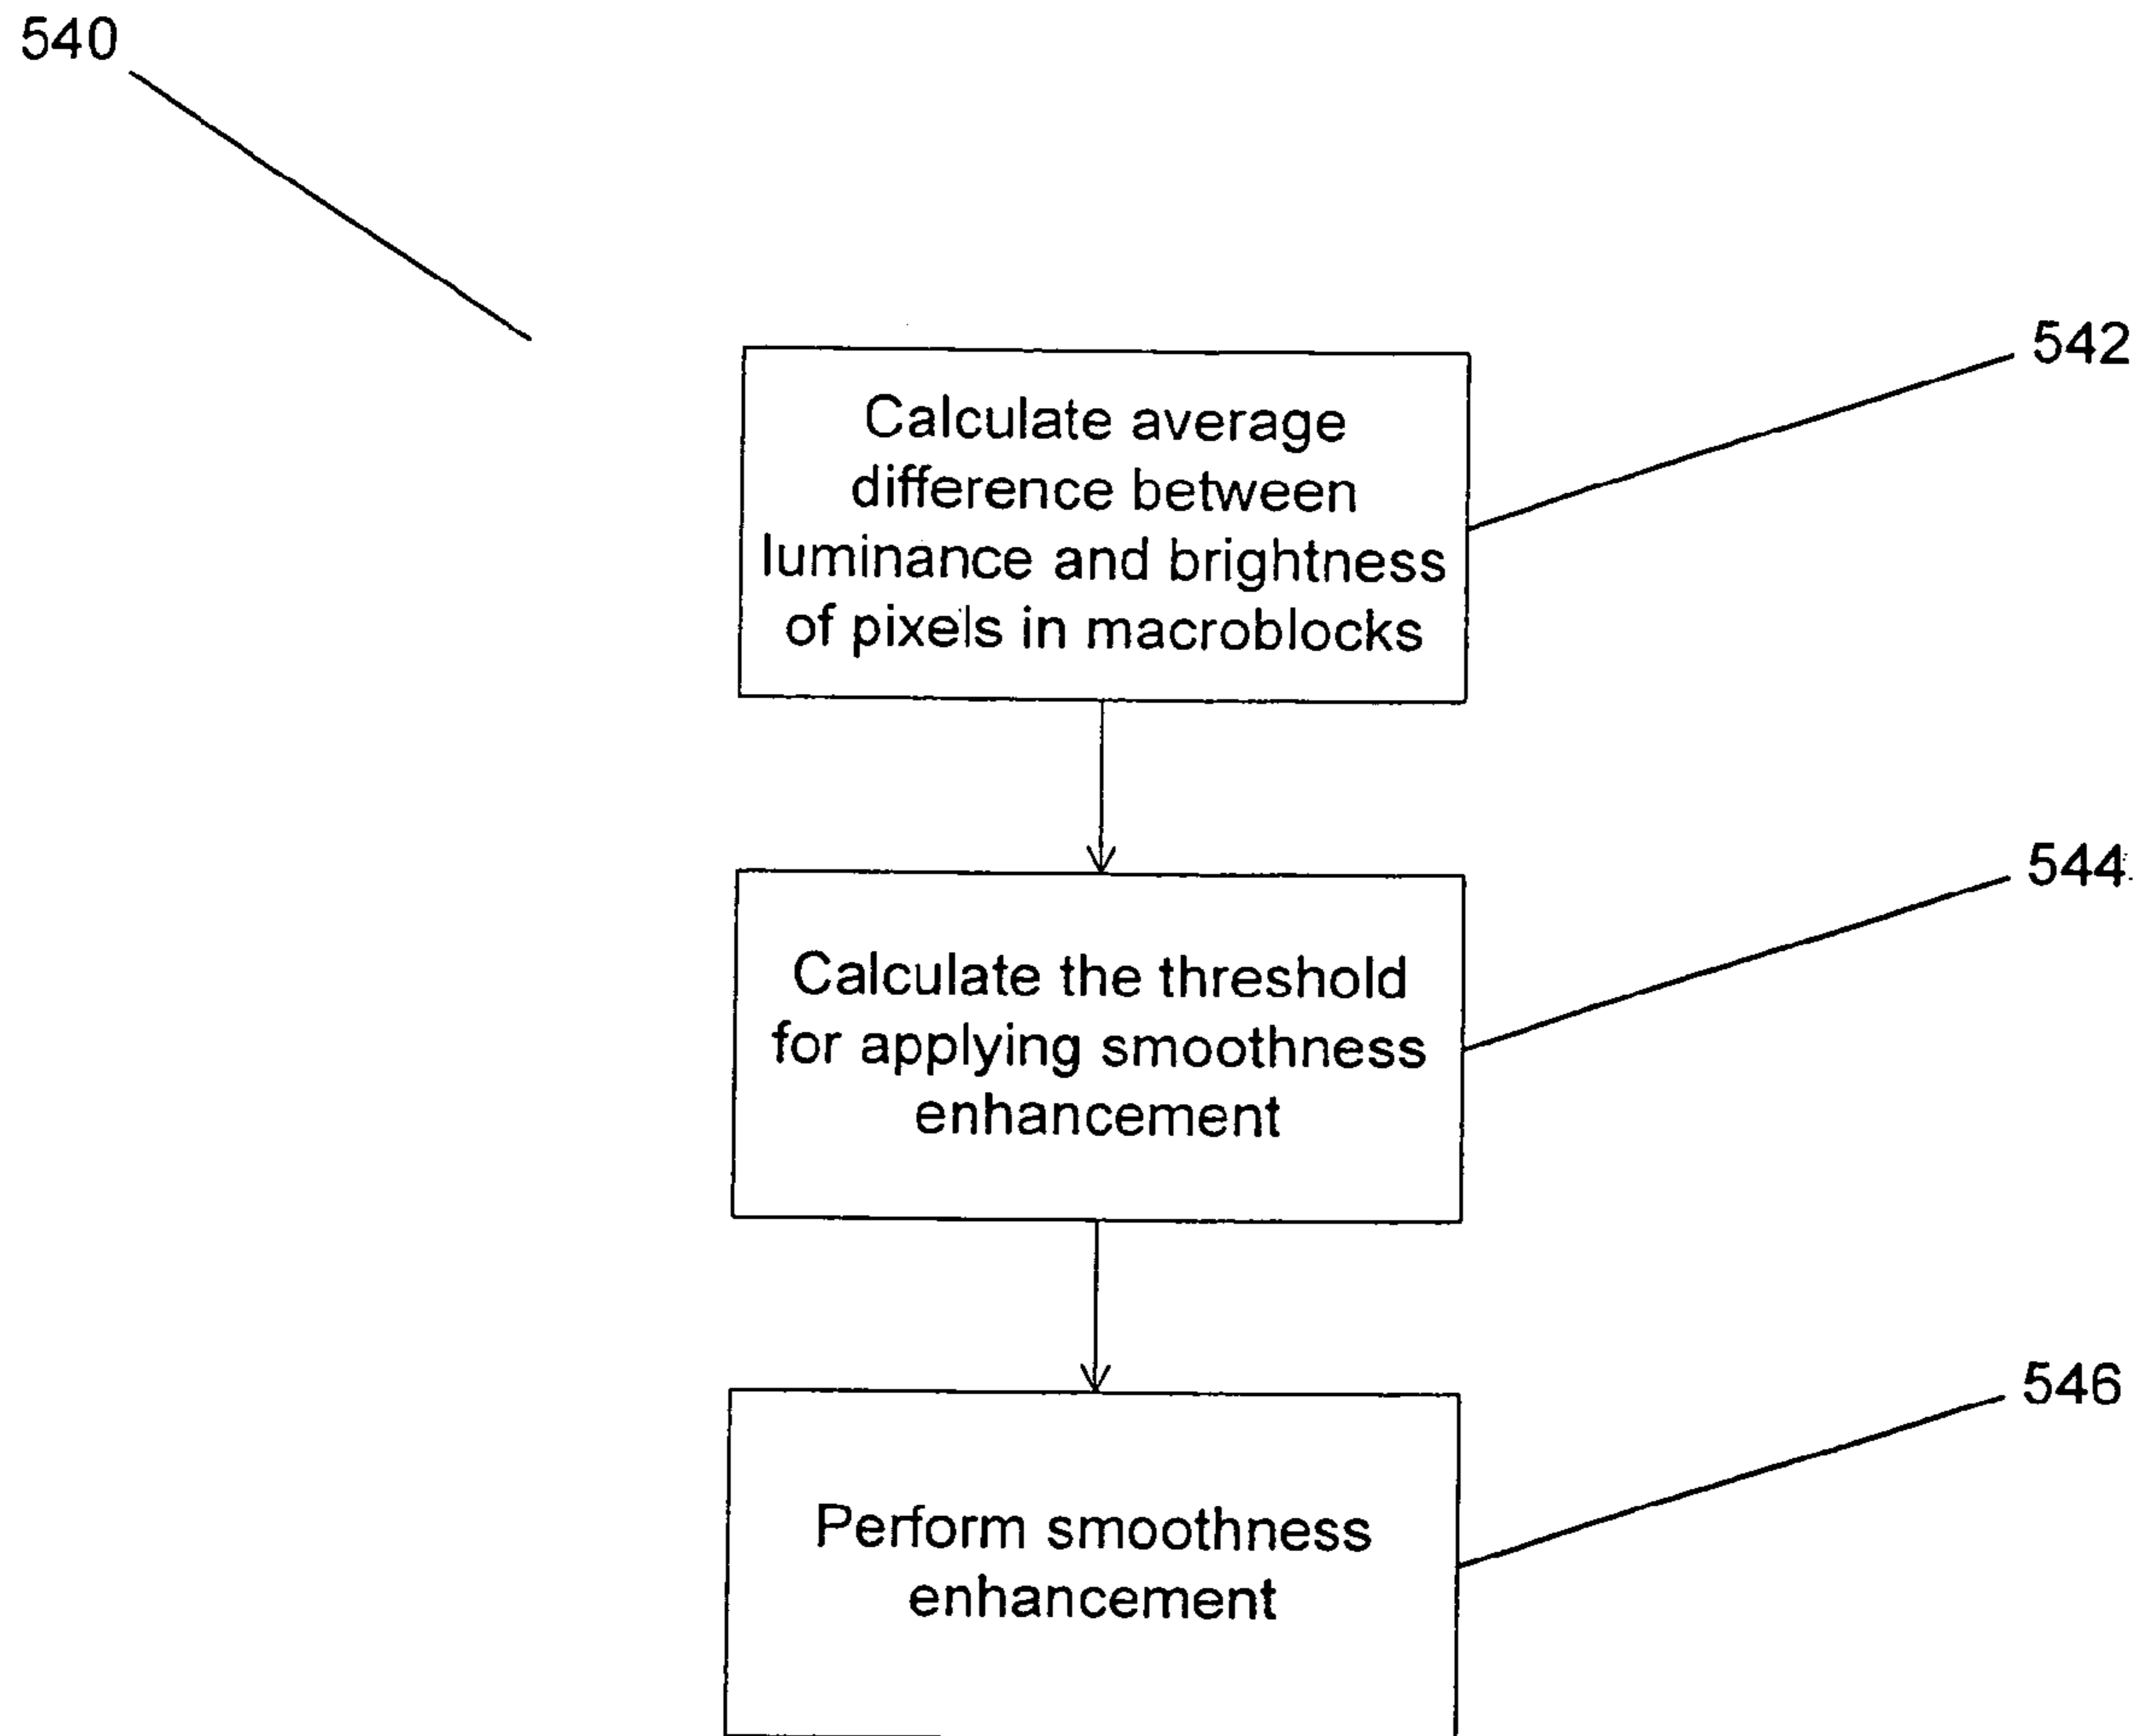 540
542
Calculate average
difference between
luminance and brightness
of pixels in macroblocks
544
Calculate the threshold
for applying smoothness
enhancement
546
Perform smoothness
enhancement